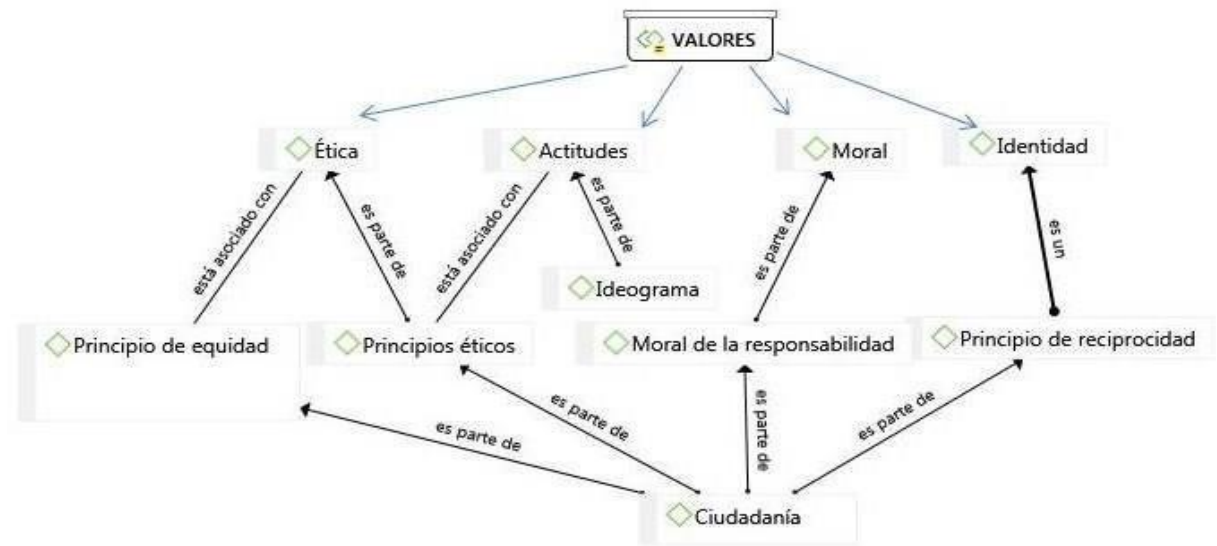 VALORES
Ética
Actitudes
Moral
Identidad
está asociado con
es parte de
está asociado con
es parte de
es parte de
es un
Ideograma
Principio de equidad
Principios éticos
Moral de la responsabilidad
Principio de reciprocidad
es parte de
es parte de
es parte de
es parte de
Ciudadanía